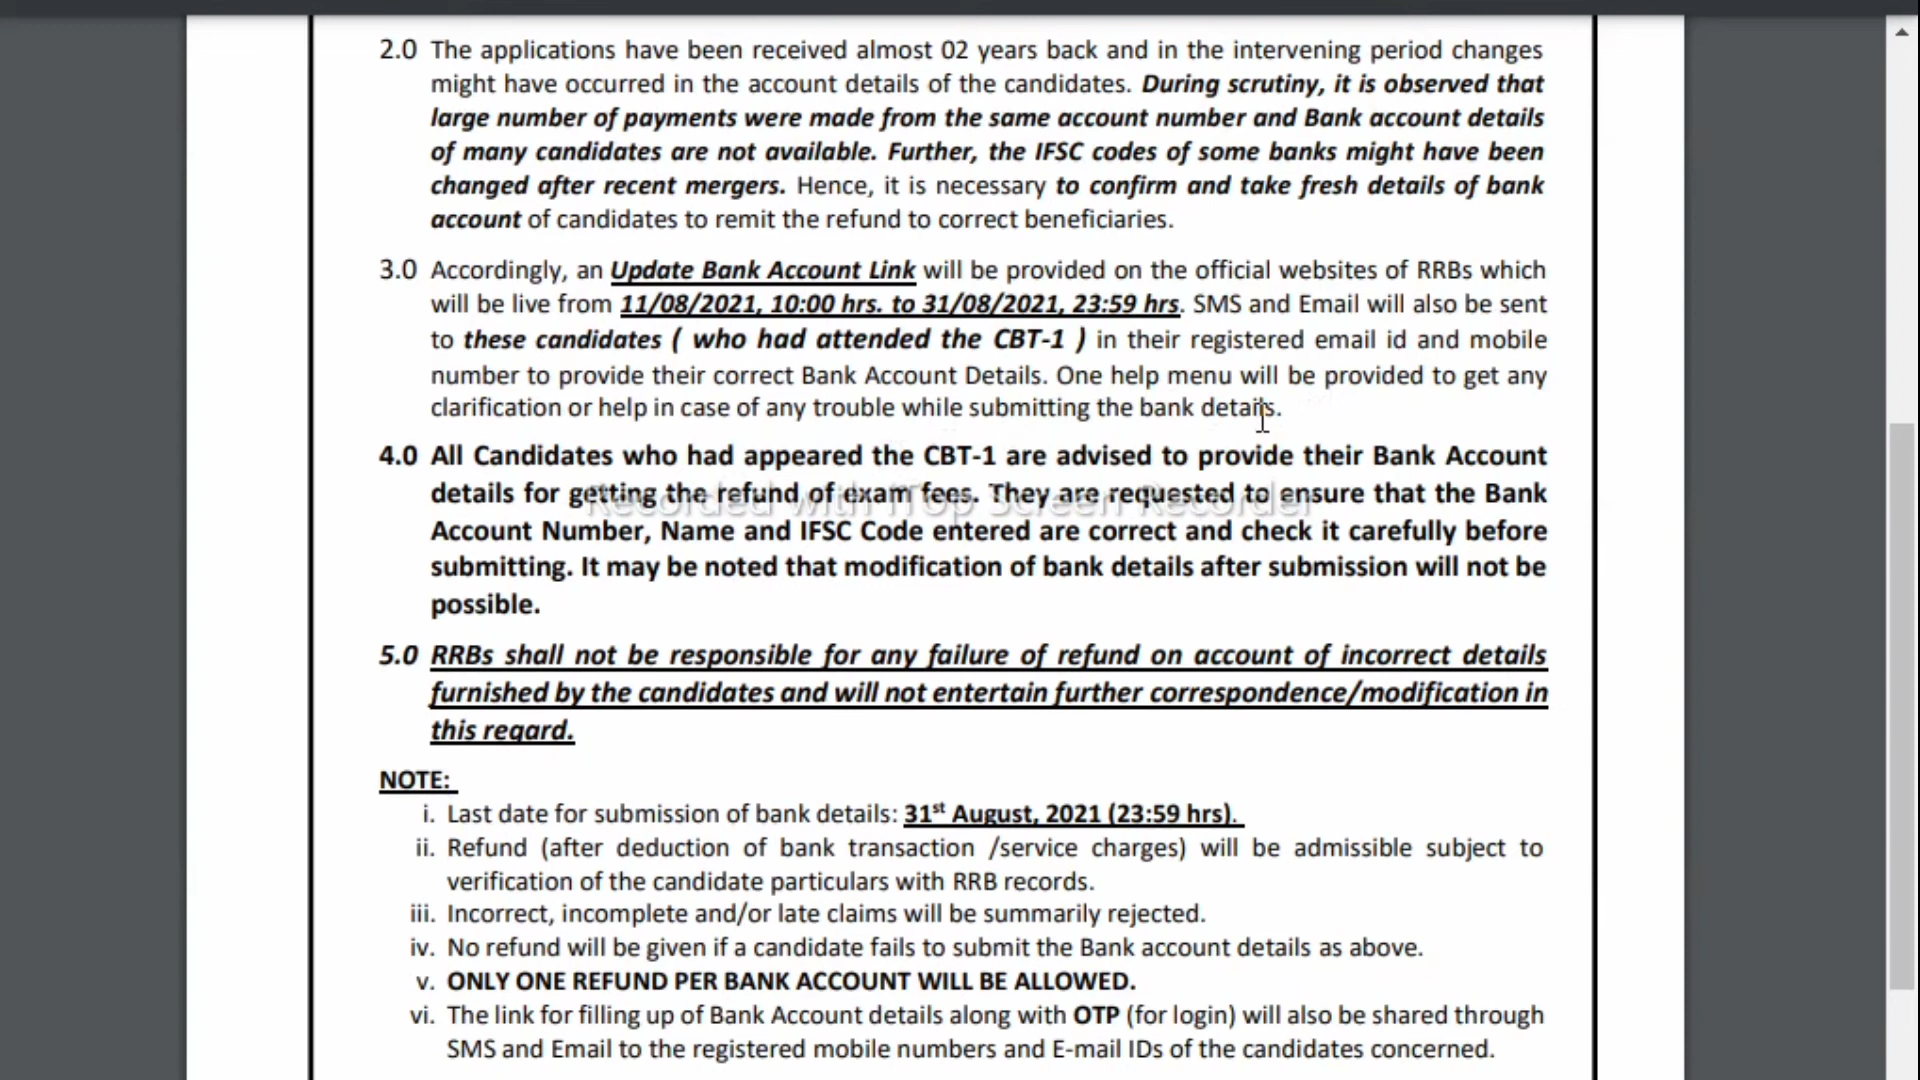 2.0 The applications have been received almost 02 years back and in the intervening period changes
might have occurred in the account details of the candidates. During scrutiny, it is observed that
large number of payments were made from the same account number and Bank account details
of many candidates are not available. Further, the IFSC codes of some banks might have been
changed after recent mergers. Hence, it is necessary to confirm and take fresh details of bank
account of candidates to remit the refund to correct beneficiaries.
3.0 Accordingly, an Update Bank Account Link will be provided on the official websites of RRBs which
will be live from 11/08/2021, 10:00 hrs. to 31/08/2021, 23:59 hrs. SMS and Email will also be sent
to these candidates ( who had attended the CBT-1 ) in their registered email id and mobile
number to provide their correct Bank Account Details. One help menu will be provided to get any
clarification or help in case of any trouble while submitting the bank details.
4.0 All Candidates who had appeared the CBT-1 are advised to provide their Bank Account
details for getting the refund of exam fees. They are requested to ensure that the Bank
Recorded with iTop Screen Recorder
Account Number, Name and IFSC Code entered are correct and check it carefully before
submitting. It may be noted that modification of bank details after submission will not be
possible.
5.0 RRBs shall not be responsible for any failure of refund on account of incorrect details
furnished by the candidates and will not entertain further correspondence/modification in
this regard.
NOTE:
i. Last date for submission of bank details: 31st August, 2021 (23:59 hrs).
ii. Refund (after deduction of bank transaction /service charges) will be admissible subject to
verification of the candidate particulars with RRB records.
iii. Incorrect, incomplete and/or late claims will be summarily rejected.
iv. No refund will be given if a candidate fails to submit the Bank account details as above.
v. ONLY ONE REFUND PER BANK ACCOUNT WILL BE ALLOWED.
vi. The link for filling up of Bank Account details along with OTP (for login) will also be shared through
SMS and Email to the registered mobile numbers and E-mail IDs of the candidates concerned.